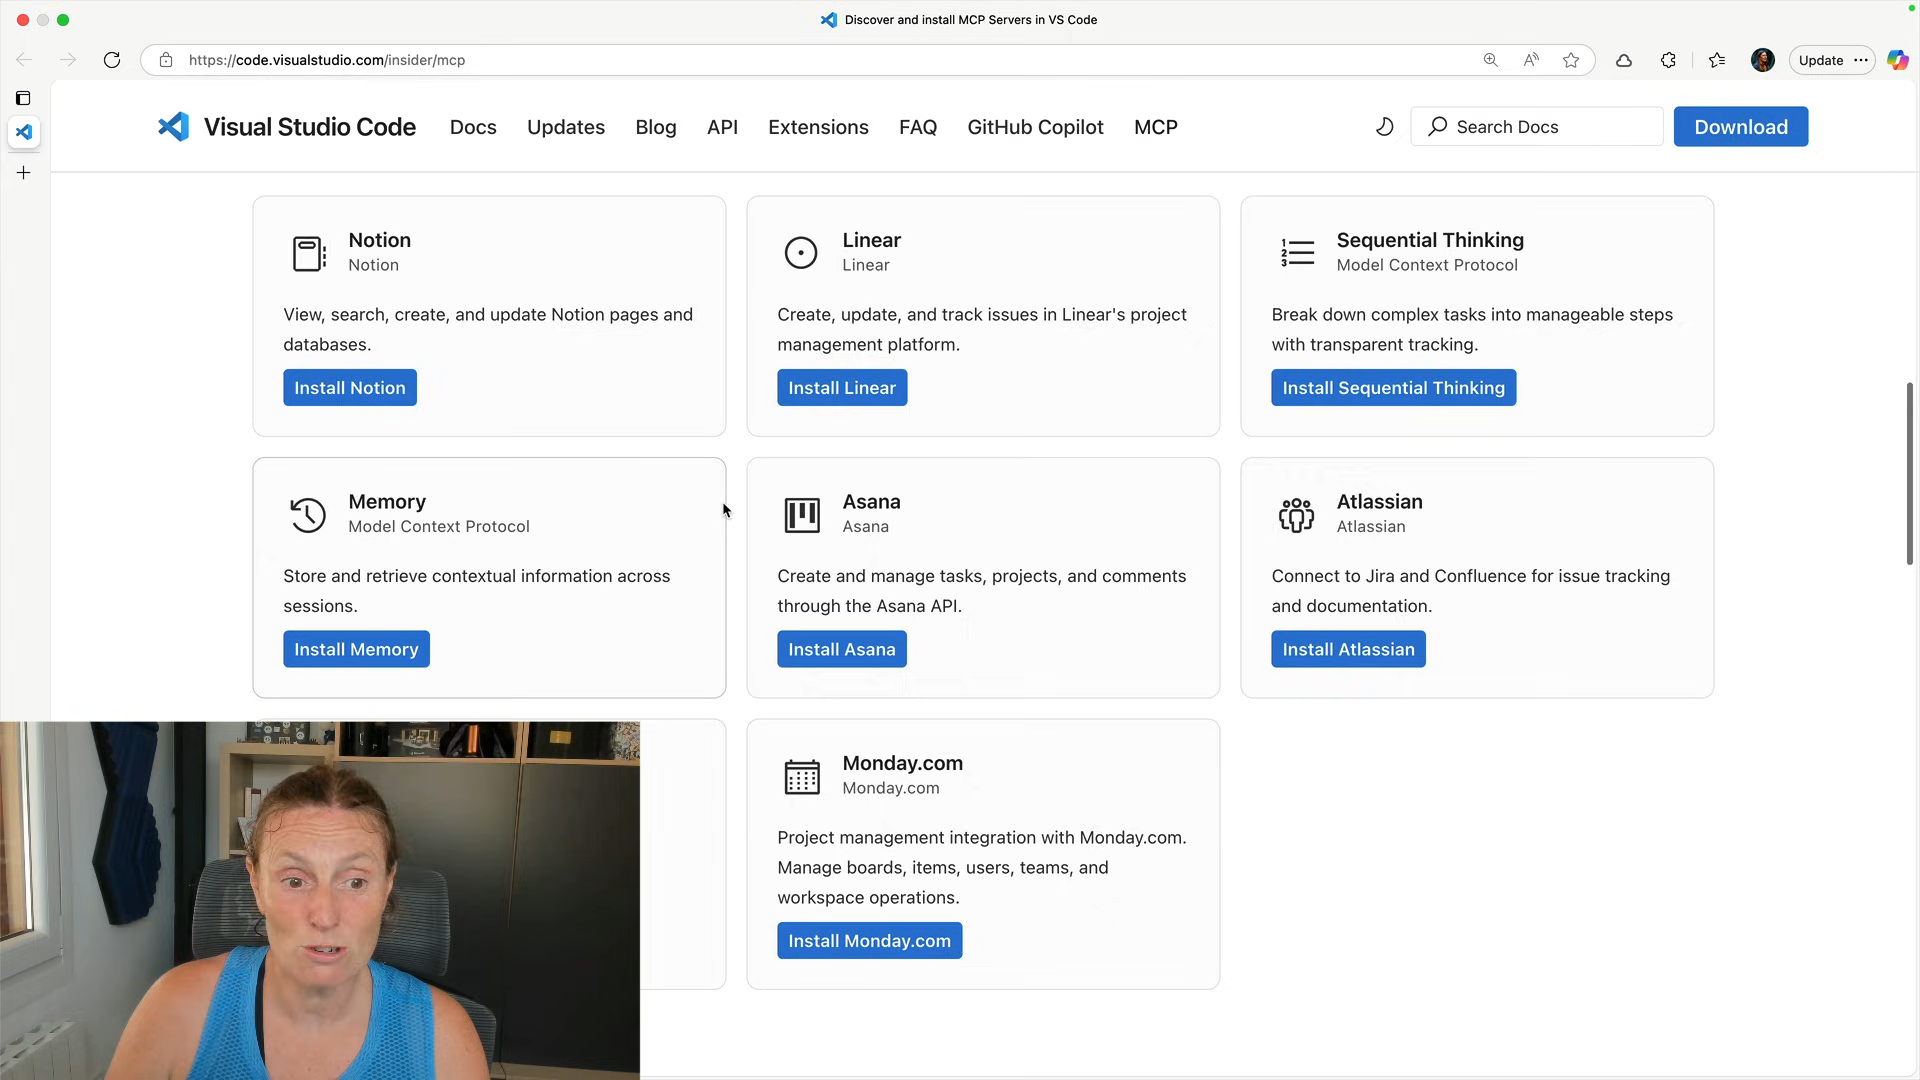 Discover and install MCP Servers in VS Code
https://code.visualstudio.com/insider/mcp
Update
Visual Studio Code
Docs
Updates
Blog
API
Extensions
FAQ
GitHub Copilot
MCP
Search Docs
Download
Notion
Notion
View, search, create, and update Notion pages and
databases.
Install Notion
Linear
Linear
Create, update, and track issues in Linear's project
management platform.
Install Linear
1
2
3
Sequential Thinking
Model Context Protocol
Break down complex tasks into manageable steps
with transparent tracking.
Install Sequential Thinking
Memory
Model Context Protocol
Store and retrieve contextual information across
sessions.
Install Memory
Asana
Asana
Create and manage tasks, projects, and comments
through the Asana API.
Install Asana
Atlassian
Atlassian
Connect to Jira and Confluence for issue tracking
and documentation.
Install Atlassian
Monday.com
Monday.com
Project management integration with Monday.com.
Manage boards, items, users, teams, and
workspace operations.
Install Monday.com